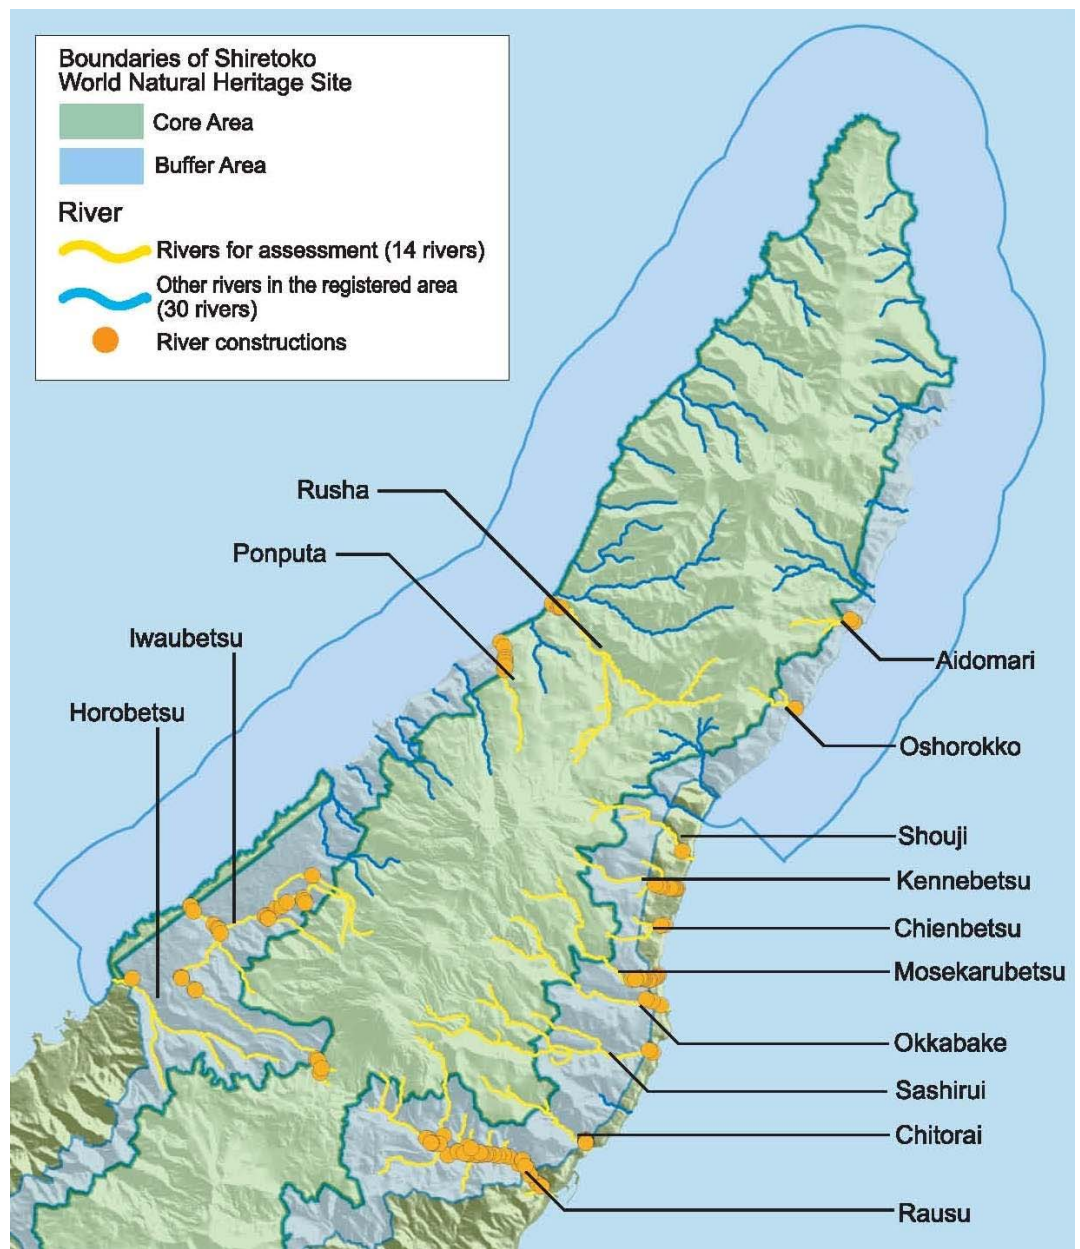 Boundaries of Shiretoko
World Natural Heritage Site
Core Area
Buffer Area
River
Rivers for assessment (14 rivers)
Other rivers in the registered area
(30 rivers)
River constructions
Rusha
Ponputa
Iwaubetsu
Horobetsu
Aidomari
Oshorokko
Shouji
Kennebetsu
Chienbetsu
Mosekarubetsu
Okkabake
Sashirui
Chitorai
Rausu